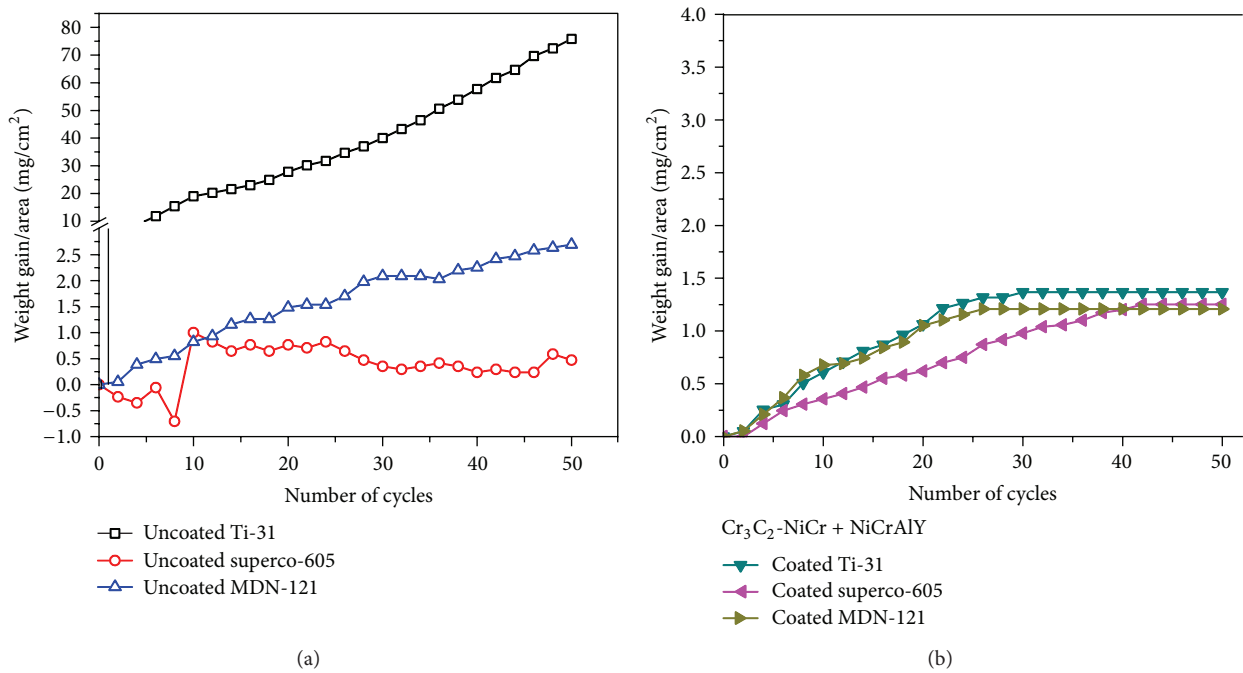 Weight gain/area (mg/cm²)
90
80
70
60
50
40
30
20
10
2.5
2.0
1.5
1.0
0.5
0.0
−0.5
−1.0
0
10
20
30
40
50
Number of cycles
Uncoated Ti-31
Uncoated superco-605
Uncoated MDN-121
(a)
Weight gain/area (mg/cm²)
4.0
3.5
3.0
2.5
2.0
1.5
1.0
0.5
0.0
0
10
20
30
40
50
Number of cycles
Cr₃C₂-NiCr + NiCrAlY
Coated Ti-31
Coated superco-605
Coated MDN-121
(b)